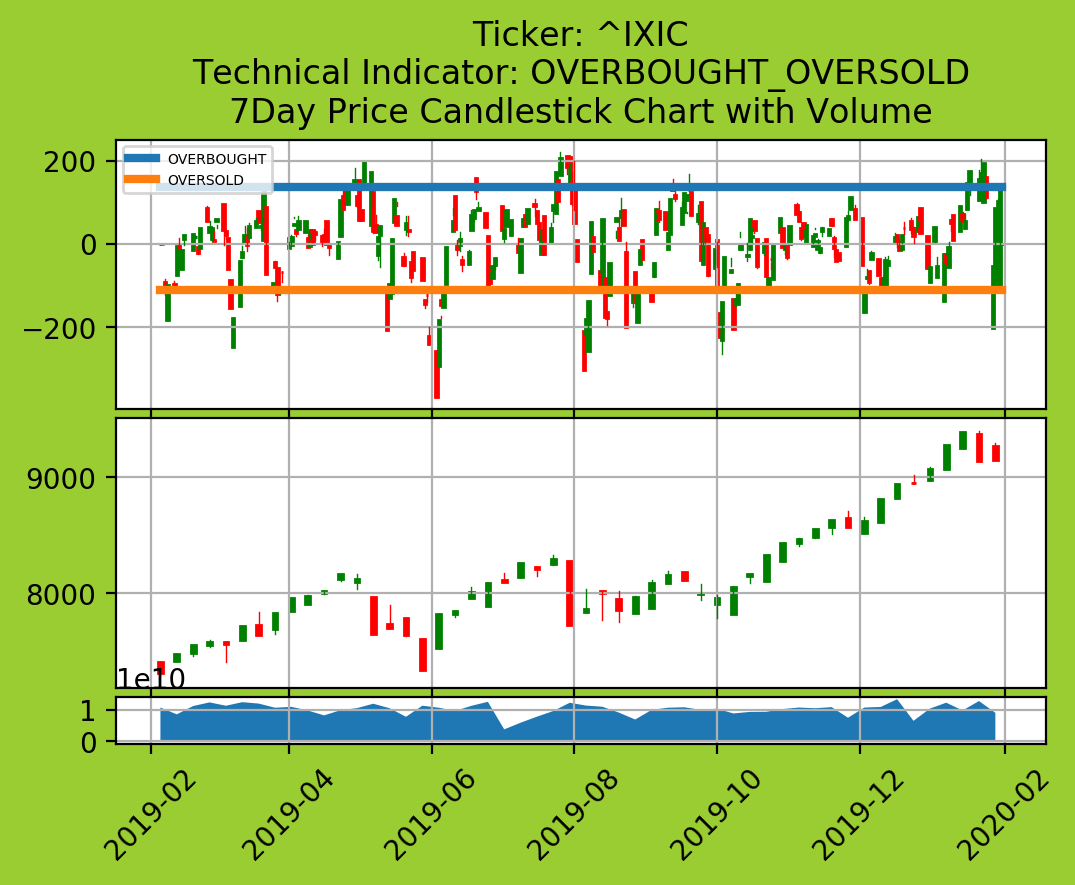 Ticker: ^IXIC
Technical Indicator: OVERBOUGHT_OVERSOLD
7Day Price Candlestick Chart with Volume
OVERBOUGHT
OVERSOLD
200
0
−200
9000
8000
1e10
1
0
2019-02
2019-04
2019-06
2019-08
2019-10
2019-12
2020-02